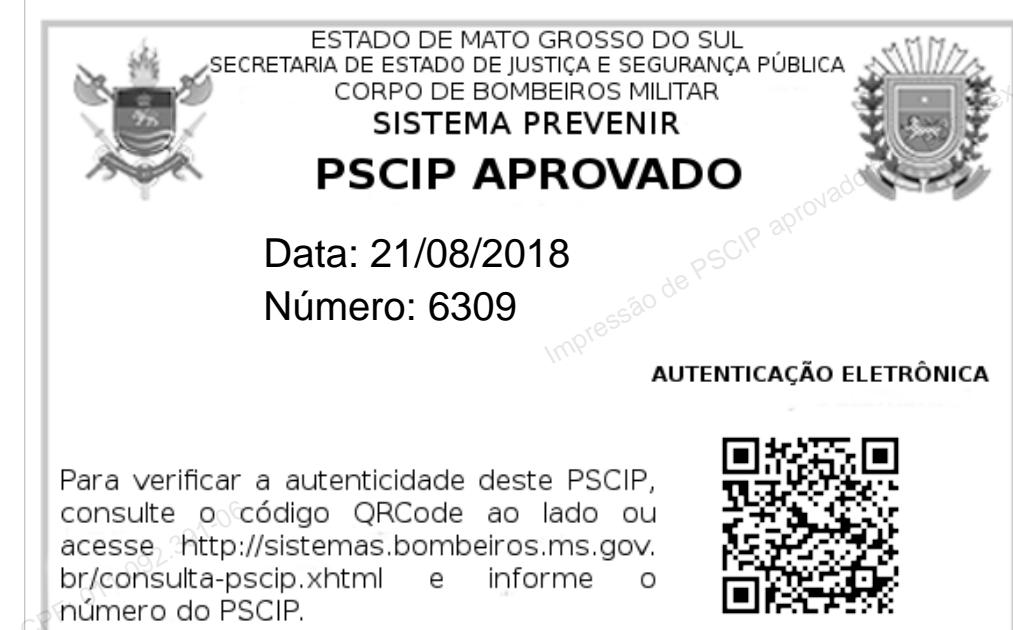 ESTADO DE MATO GROSSO DO SUL
SECRETARIA DE ESTADO DE JUSTIÇA E SEGURANÇA PÚBLICA
CORPO DE BOMBEIROS MILITAR
SISTEMA PREVENIR
PSCIP APROVADO
Data: 21/08/2018
Número: 6309
Impressão de PSCIP aprovado
AUTENTICAÇÃO ELETRÔNICA
Para verificar a autenticidade deste PSCIP,
consulte o código QRCode ao lado ou
acesse http://sistemas.bombeiros.ms.gov.
br/consulta-pscip.xhtml e informe o
número do PSCIP.